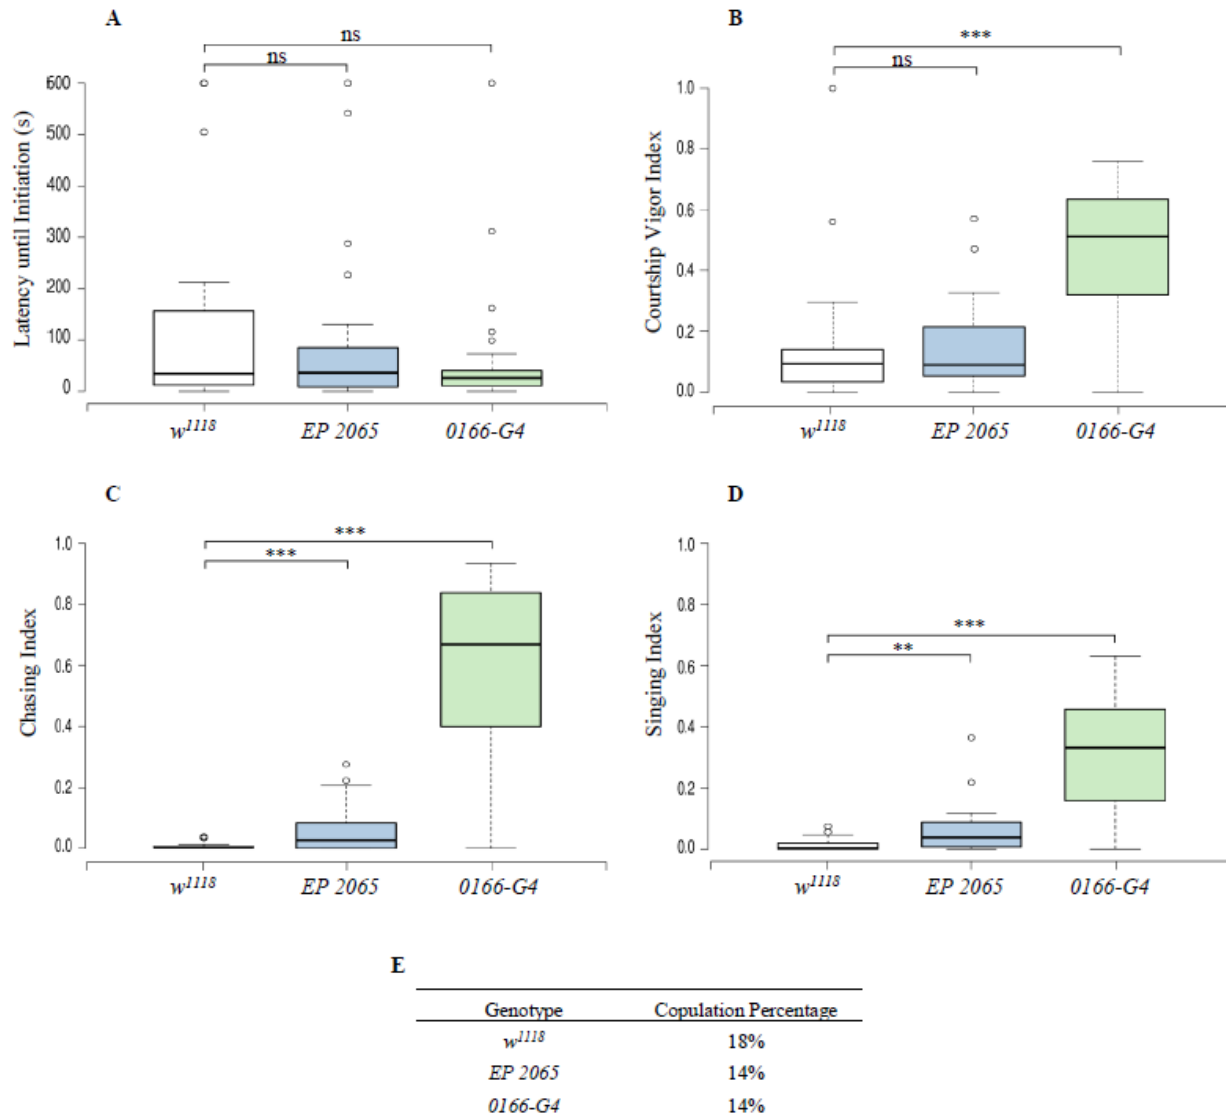 A
ns
ns
Latency until Initiation (s)
600
500
400
300
200
100
0
w1118
EP 2065
0166-G4
B
***
ns
Courtship Vigor Index
1.0
0.8
0.6
0.4
0.2
0.0
w1118
EP 2065
0166-G4
C
***
***
Chasing Index
1.0
0.8
0.6
0.4
0.2
0.0
w1118
EP 2065
0166-G4
D
***
**
Singing Index
1.0
0.8
0.6
0.4
0.2
0.0
w1118
EP 2065
0166-G4
E
Genotype Copulation Percentage
w1118 18%
EP 2065 14%
0166-G4 14%